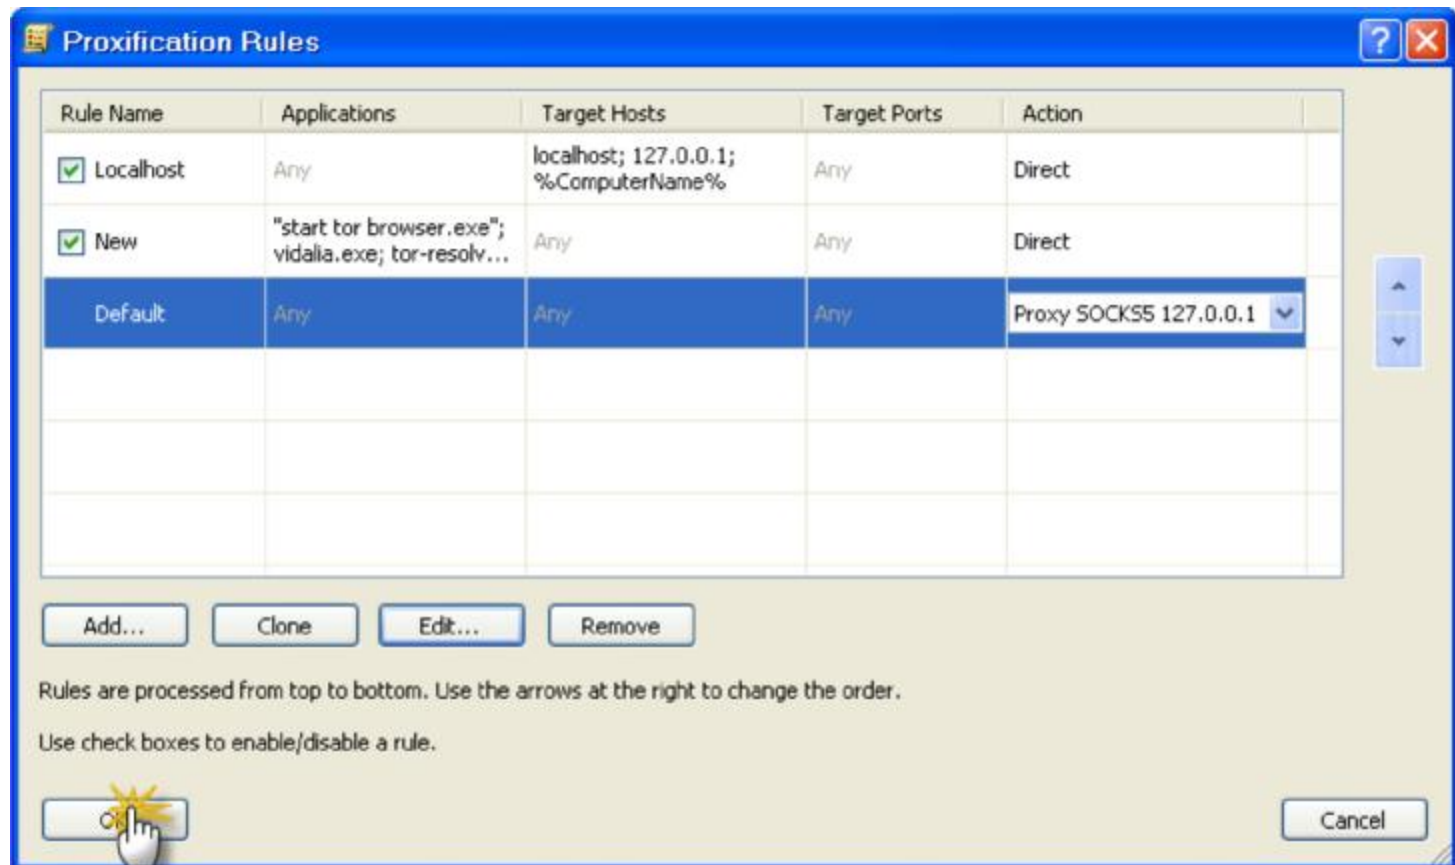 Proxification Rules
Rule Name Applications Target Hosts Target Ports Action
Localhost Any localhost; 127.0.0.1; Any Direct
%ComputerName%
New "start tor browser.exe"; Any Any Direct
vidalia.exe; tor-resolv...
Default Any Any Any Proxy SOCKS5 127.0.0.1
Add... Clone Edit... Remove
Rules are processed from top to bottom. Use the arrows at the right to change the order.
Use check boxes to enable/disable a rule.
Cancel